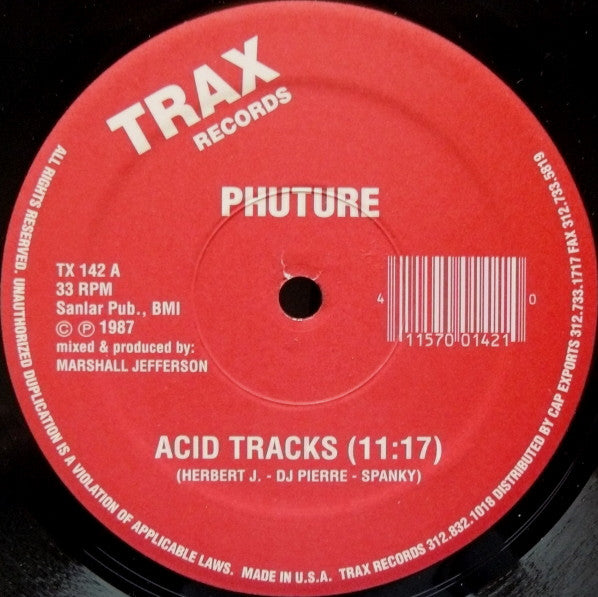 TRAX
RECORDS
PHUTURE
TX 142 A
33 RPM
Sanlar Pub., BMI
© ℗ 1987
mixed & produced by:
MARSHALL JEFFERSON
4 11570 01421 0
ACID TRACKS (11:17)
(HERBERT J. - DJ PIERRE - SPANKY)
ALL RIGHTS RESERVED. UNAUTHORIZED DUPLICATION IS A VIOLATION OF APPLICABLE LAWS. MADE IN U.S.A. TRAX RECORDS 312.832.1018 DISTRIBUTED BY CAP EXPORTS 312.733.1717 FAX 312.733.5819